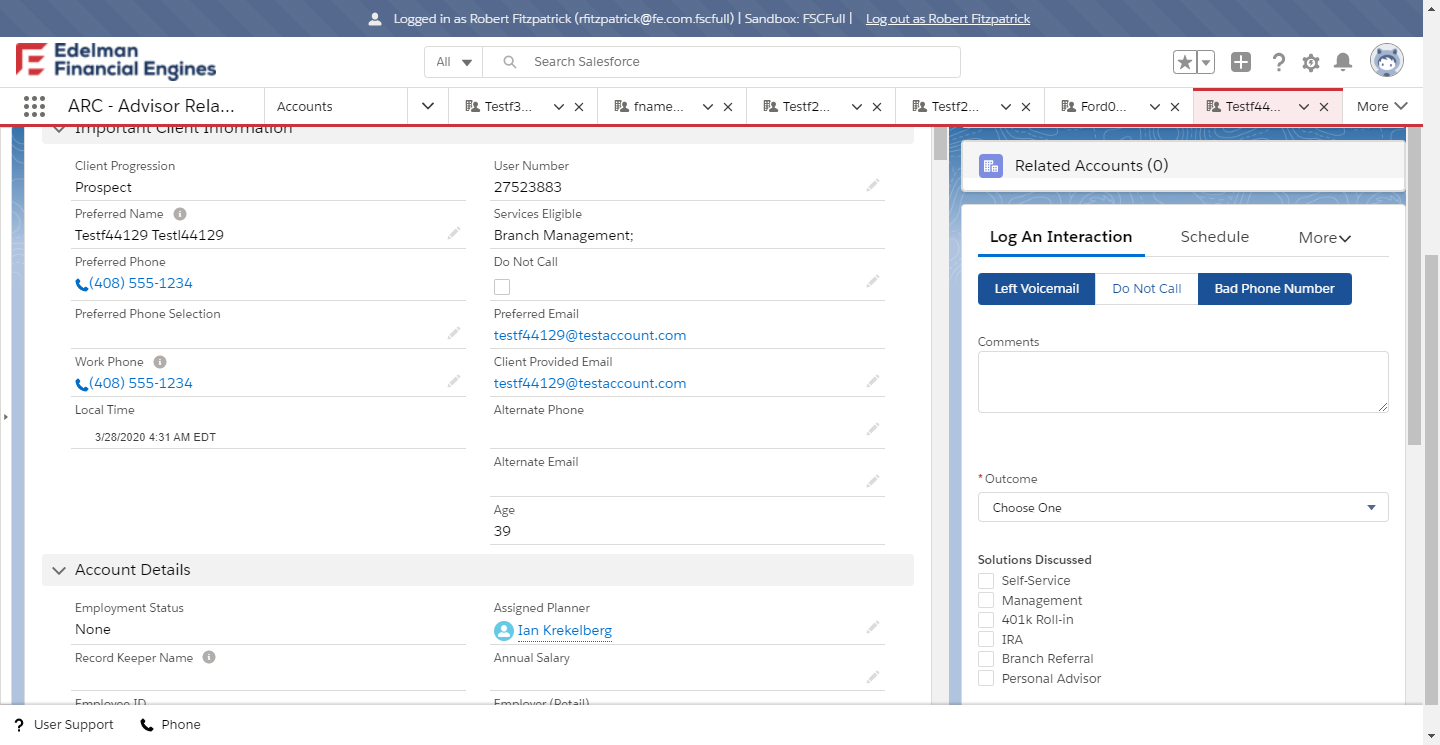 Logged in as Robert Fitzpatrick (rfitzpatrick@fe.com.fscfull) | Sandbox: FSCFull | Log out as Robert Fitzpatrick
Edelman
Financial Engines
All
Search Salesforce
ARC - Advisor Rela...
Accounts
Testf3...
fname...
Testf2...
Testf2...
Ford0...
Testf44...
More
Important Client Information
Client Progression
Prospect
User Number
27523883
Preferred Name
Testf44129 Testl44129
Services Eligible
Branch Management;
Preferred Phone
(408) 555-1234
Do Not Call
Preferred Phone Selection
Preferred Email
testf44129@testaccount.com
Work Phone
(408) 555-1234
Client Provided Email
testf44129@testaccount.com
Local Time
3/28/2020 4:31 AM EDT
Alternate Phone
Alternate Email
Age
39
Account Details
Employment Status
None
Assigned Planner
Ian Krekelberg
Record Keeper Name
Annual Salary
Employee ID
Employer (Retail)
Related Accounts (0)
Log An Interaction
Schedule
More
Left Voicemail
Do Not Call
Bad Phone Number
Comments
* Outcome
Choose One
Solutions Discussed
Self-Service
Management
401k Roll-in
IRA
Branch Referral
Personal Advisor
? User Support
Phone